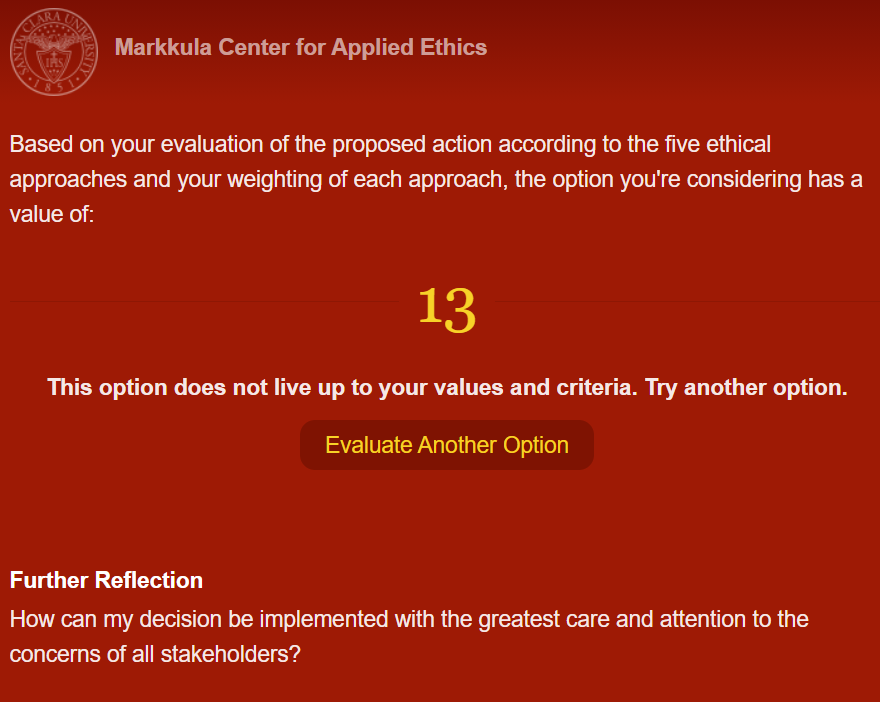 SANTA CLARA UNIVERSITY
IHS
1851
Markkula Center for Applied Ethics
Based on your evaluation of the proposed action according to the five ethical
approaches and your weighting of each approach, the option you're considering has a
value of:
13
This option does not live up to your values and criteria. Try another option.
Evaluate Another Option
Further Reflection
How can my decision be implemented with the greatest care and attention to the
concerns of all stakeholders?